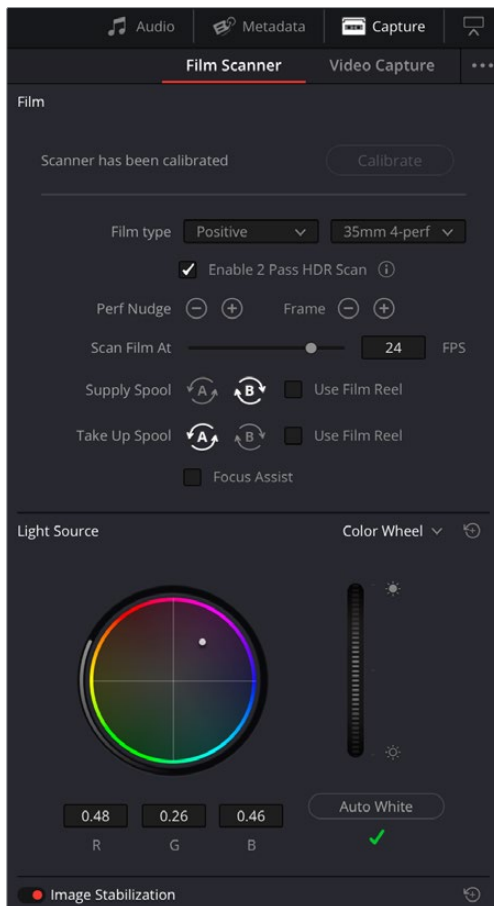 Audio Metadata Capture
Film Scanner Video Capture
Film
Scanner has been calibrated Calibrate
Film type Positive 35mm 4-perf
Enable 2 Pass HDR Scan
Perf Nudge Frame
Scan Film At 24 FPS
Supply Spool A B Use Film Reel
Take Up Spool A B Use Film Reel
Focus Assist
Light Source Color Wheel
0.48 0.26 0.46 Auto White
R G B
Image Stabilization